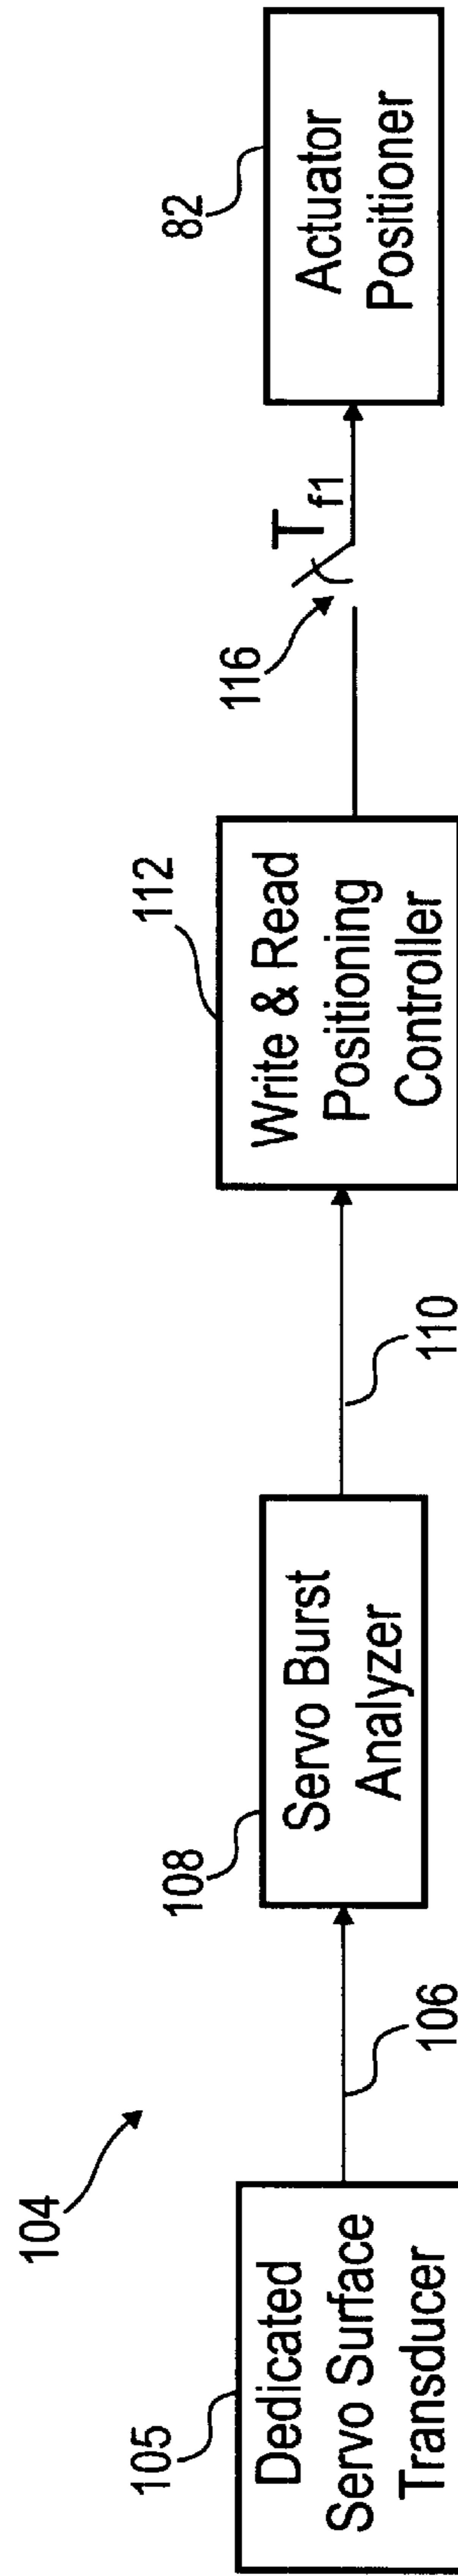 104
105
Dedicated
Servo Surface
Transducer
106
108
Servo Burst
Analyzer
110
112
Write & Read
Positioning
Controller
116
Tf1
82
Actuator
Positioner